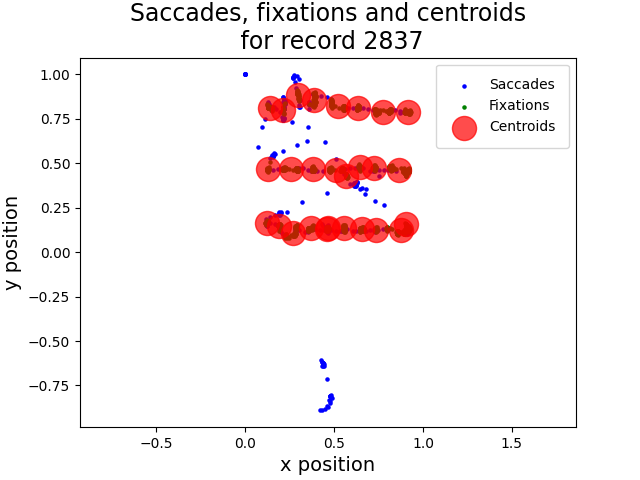 Saccades, fixations and centroids
for record 2837
Saccades
Fixations
Centroids
1.00
0.75
0.50
0.25
0.00
−0.25
−0.50
−0.75
y position
−0.5
0.0
0.5
1.0
1.5
x position